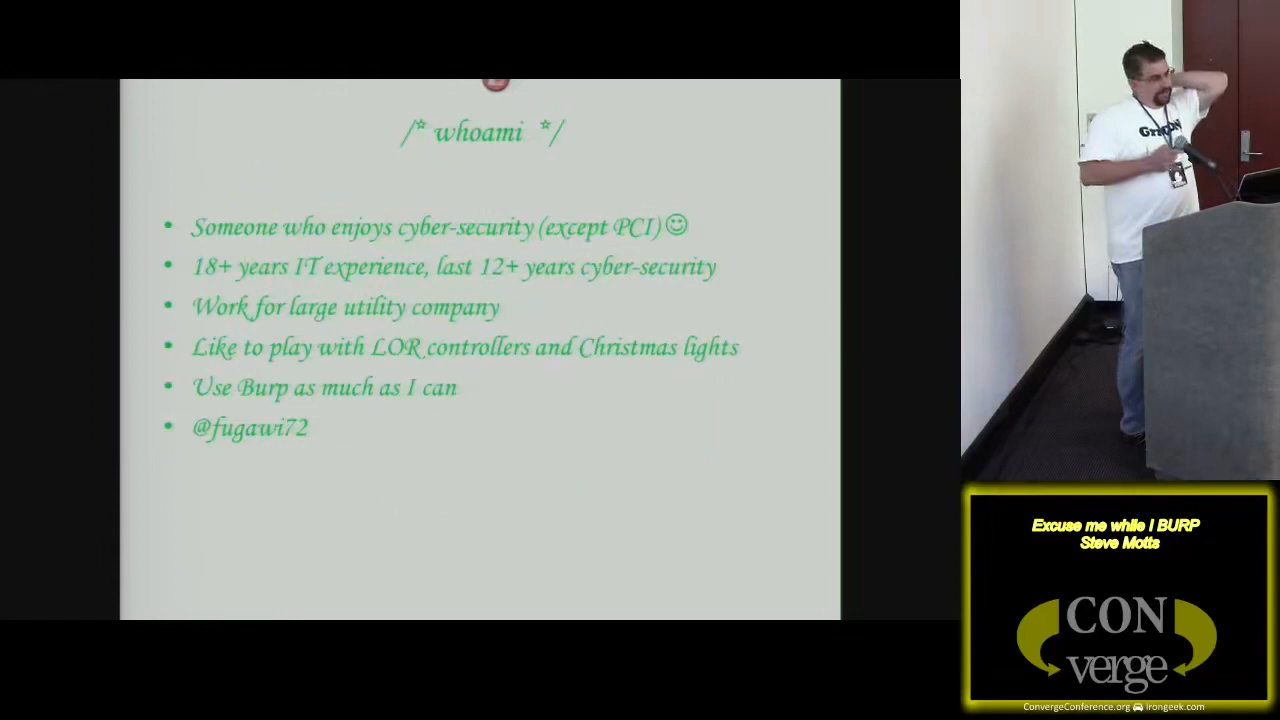 /* whoami */
• Someone who enjoys cyber-security (except PCI)☺
• 18+ years IT experience, last 12+ years cyber-security
• Work for large utility company
• Like to play with LOR controllers and Christmas lights
• Use Burp as much as I can
• @fugawi72
Excuse me while I BURP
Steve Motts
CON
verge
ConvergeConference.org Irongeek.com